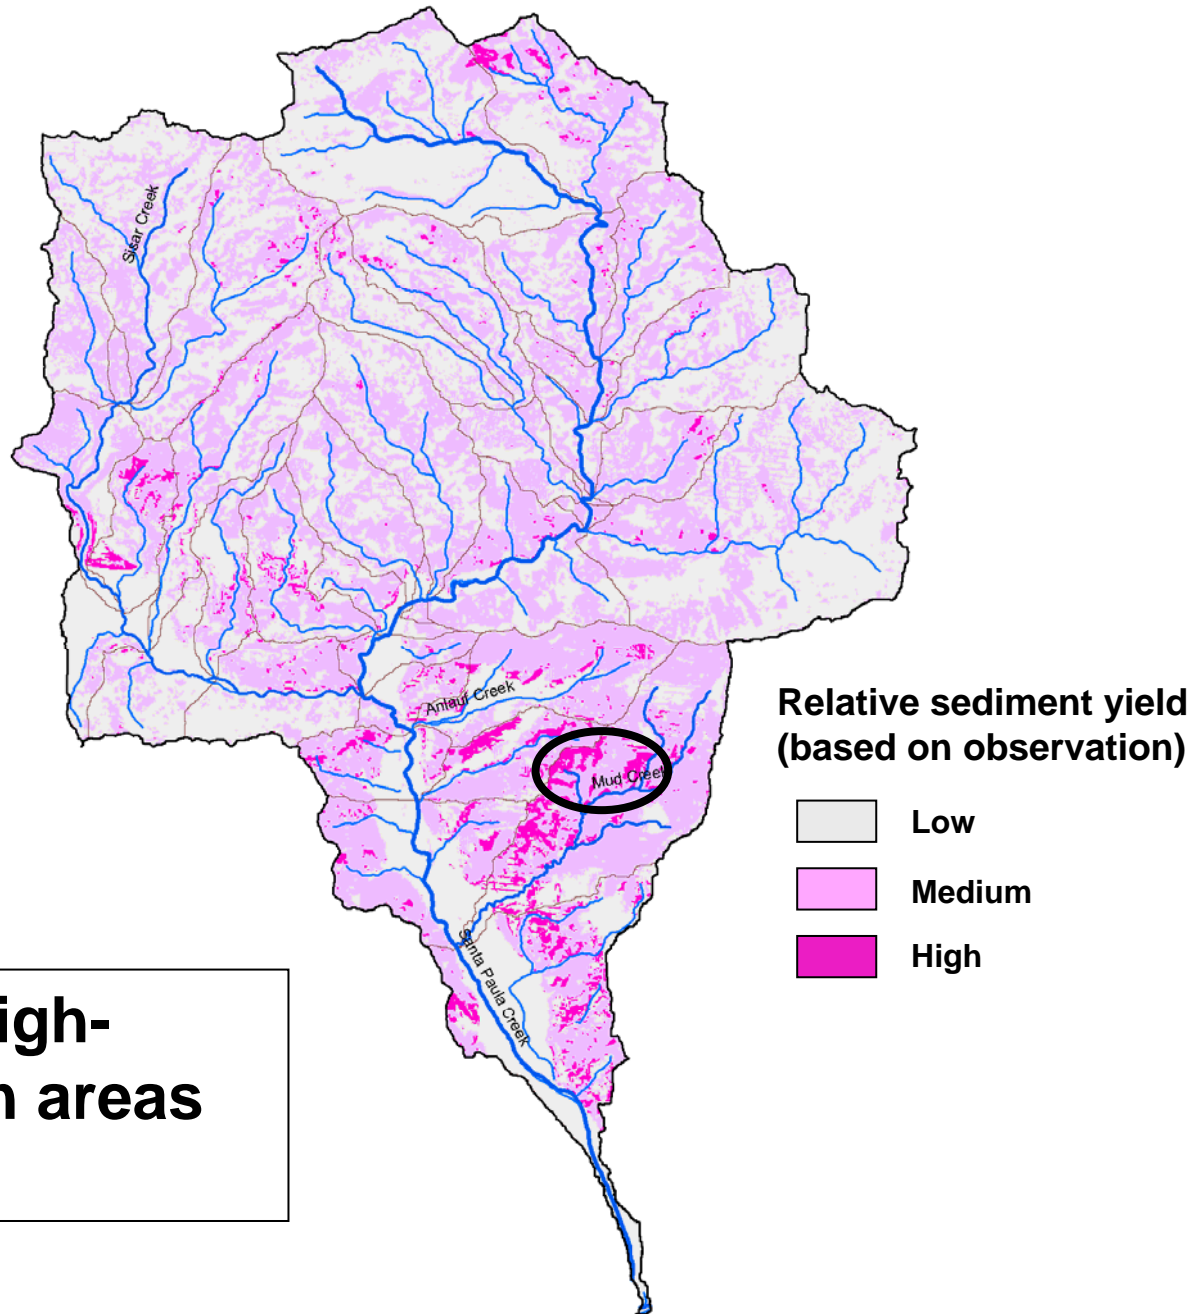 Sisar Creek
Anlauf Creek
Mud Creek
Santa Paula Creek
Relative sediment yield
(based on observation)
Low
Medium
High
igh-
n areas